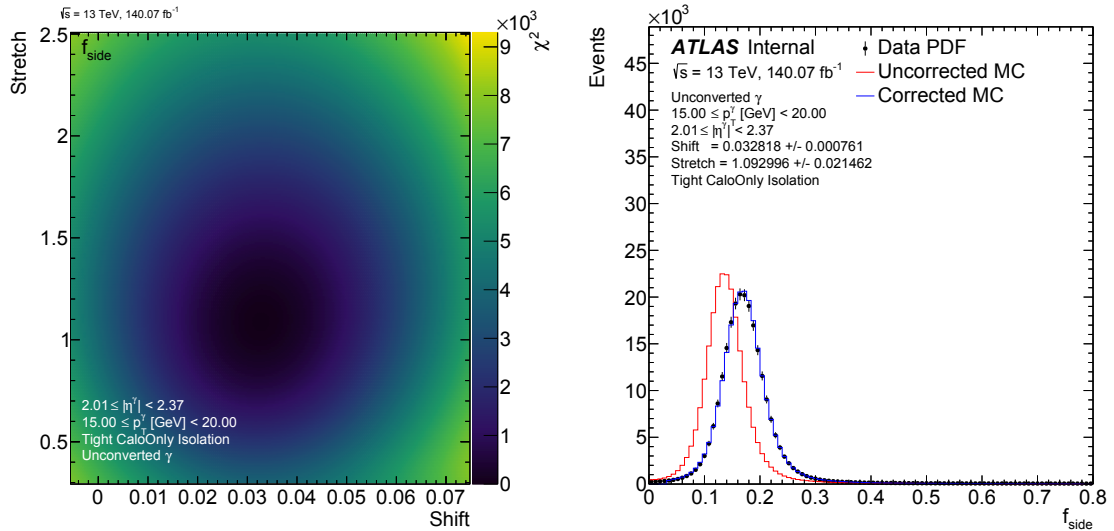 √s = 13 TeV, 140.07 fb⁻¹
×10³
Stretch
2.5
2
1.5
1
0.5
f_side
χ²
9
8
7
6
5
4
3
2
1
0
2.01 ≤ |η^γ| < 2.37
15.00 ≤ p_T^γ [GeV] < 20.00
Tight CaloOnly Isolation
Unconverted γ
0 0.01 0.02 0.03 0.04 0.05 0.06 0.07
Shift
×10³
Events
45
40
35
30
25
20
15
10
5
0
ATLAS Internal
√s = 13 TeV, 140.07 fb⁻¹
Data PDF
Uncorrected MC
Corrected MC
Unconverted γ
15.00 ≤ p_T^γ [GeV] < 20.00
2.01 ≤ |η^γ| < 2.37
Shift = 0.032818 +/- 0.000761
Stretch = 1.092996 +/- 0.021462
Tight CaloOnly Isolation
0 0.1 0.2 0.3 0.4 0.5 0.6 0.7 0.8
f_side